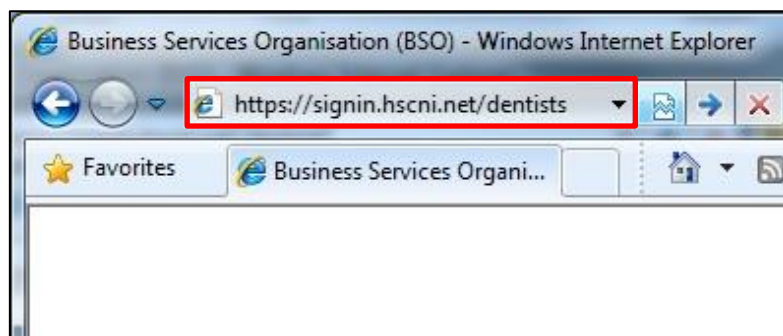 Business Services Organisation (BSO) - Windows Internet Explorer
https://signin.hscni.net/dentists
Favorites Business Services Organi...